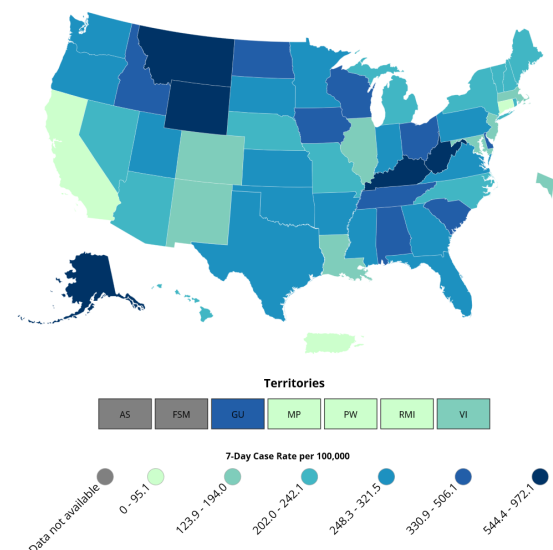 Territories
AS FSM GU MP PW RMI VI
7-Day Case Rate per 100,000
Data not available
0 - 95.1
123.9 - 194.0
202.0 - 242.1
248.3 - 321.5
330.9 - 506.1
544.4 - 972.1